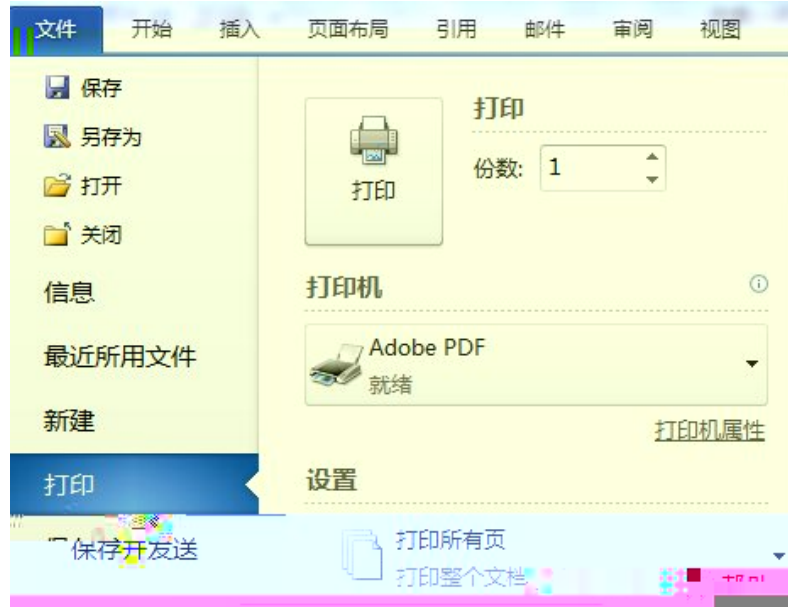 文件 开始 插入 页面布局 引用 邮件 审阅 视图
保存
另存为
打开
关闭
信息
最近所用文件
新建
打印
保存开发送
打印
打印
份数: 1
打印机
Adobe PDF
就绪
打印机属性
设置
打印所有页
打印整个文档